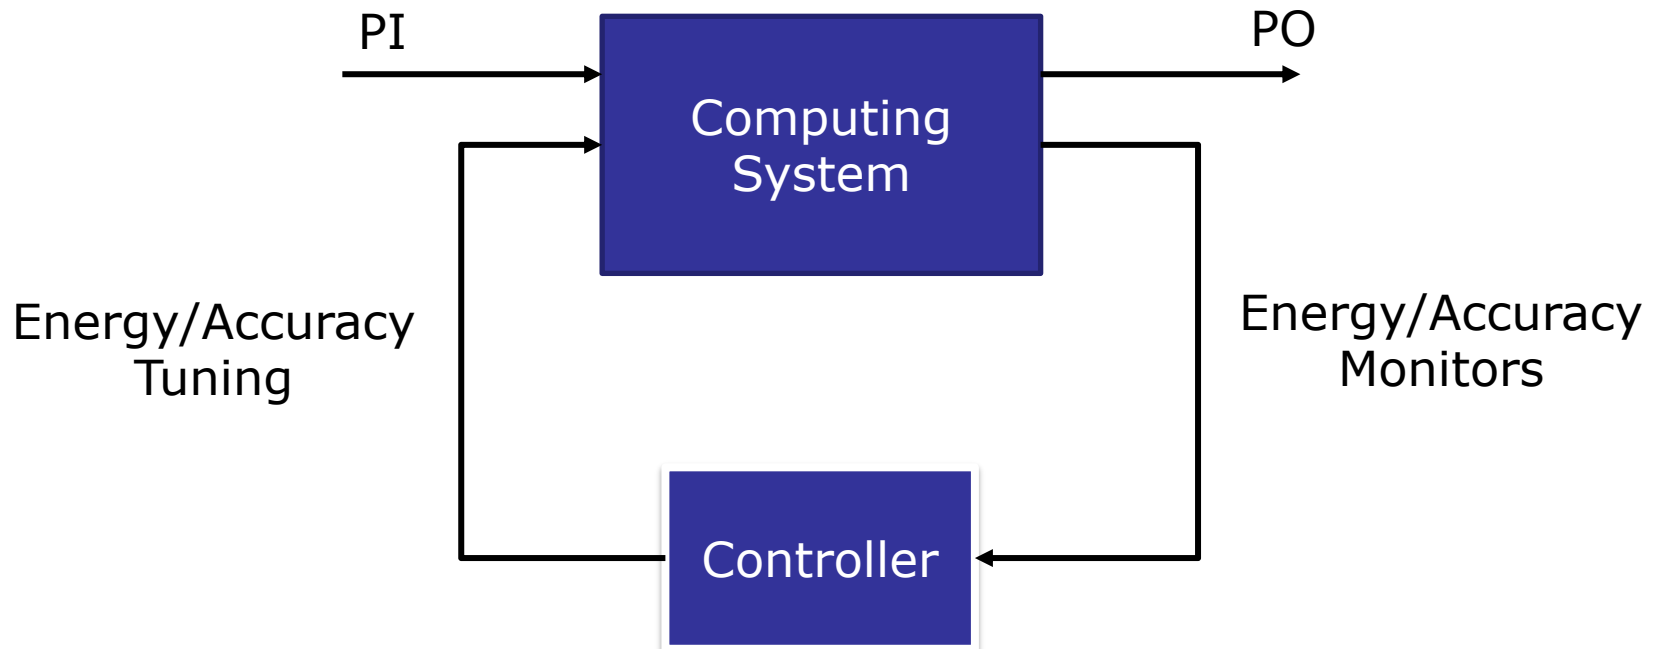 PI
PO
Computing
System
Energy/Accuracy
Tuning
Energy/Accuracy
Monitors
Controller